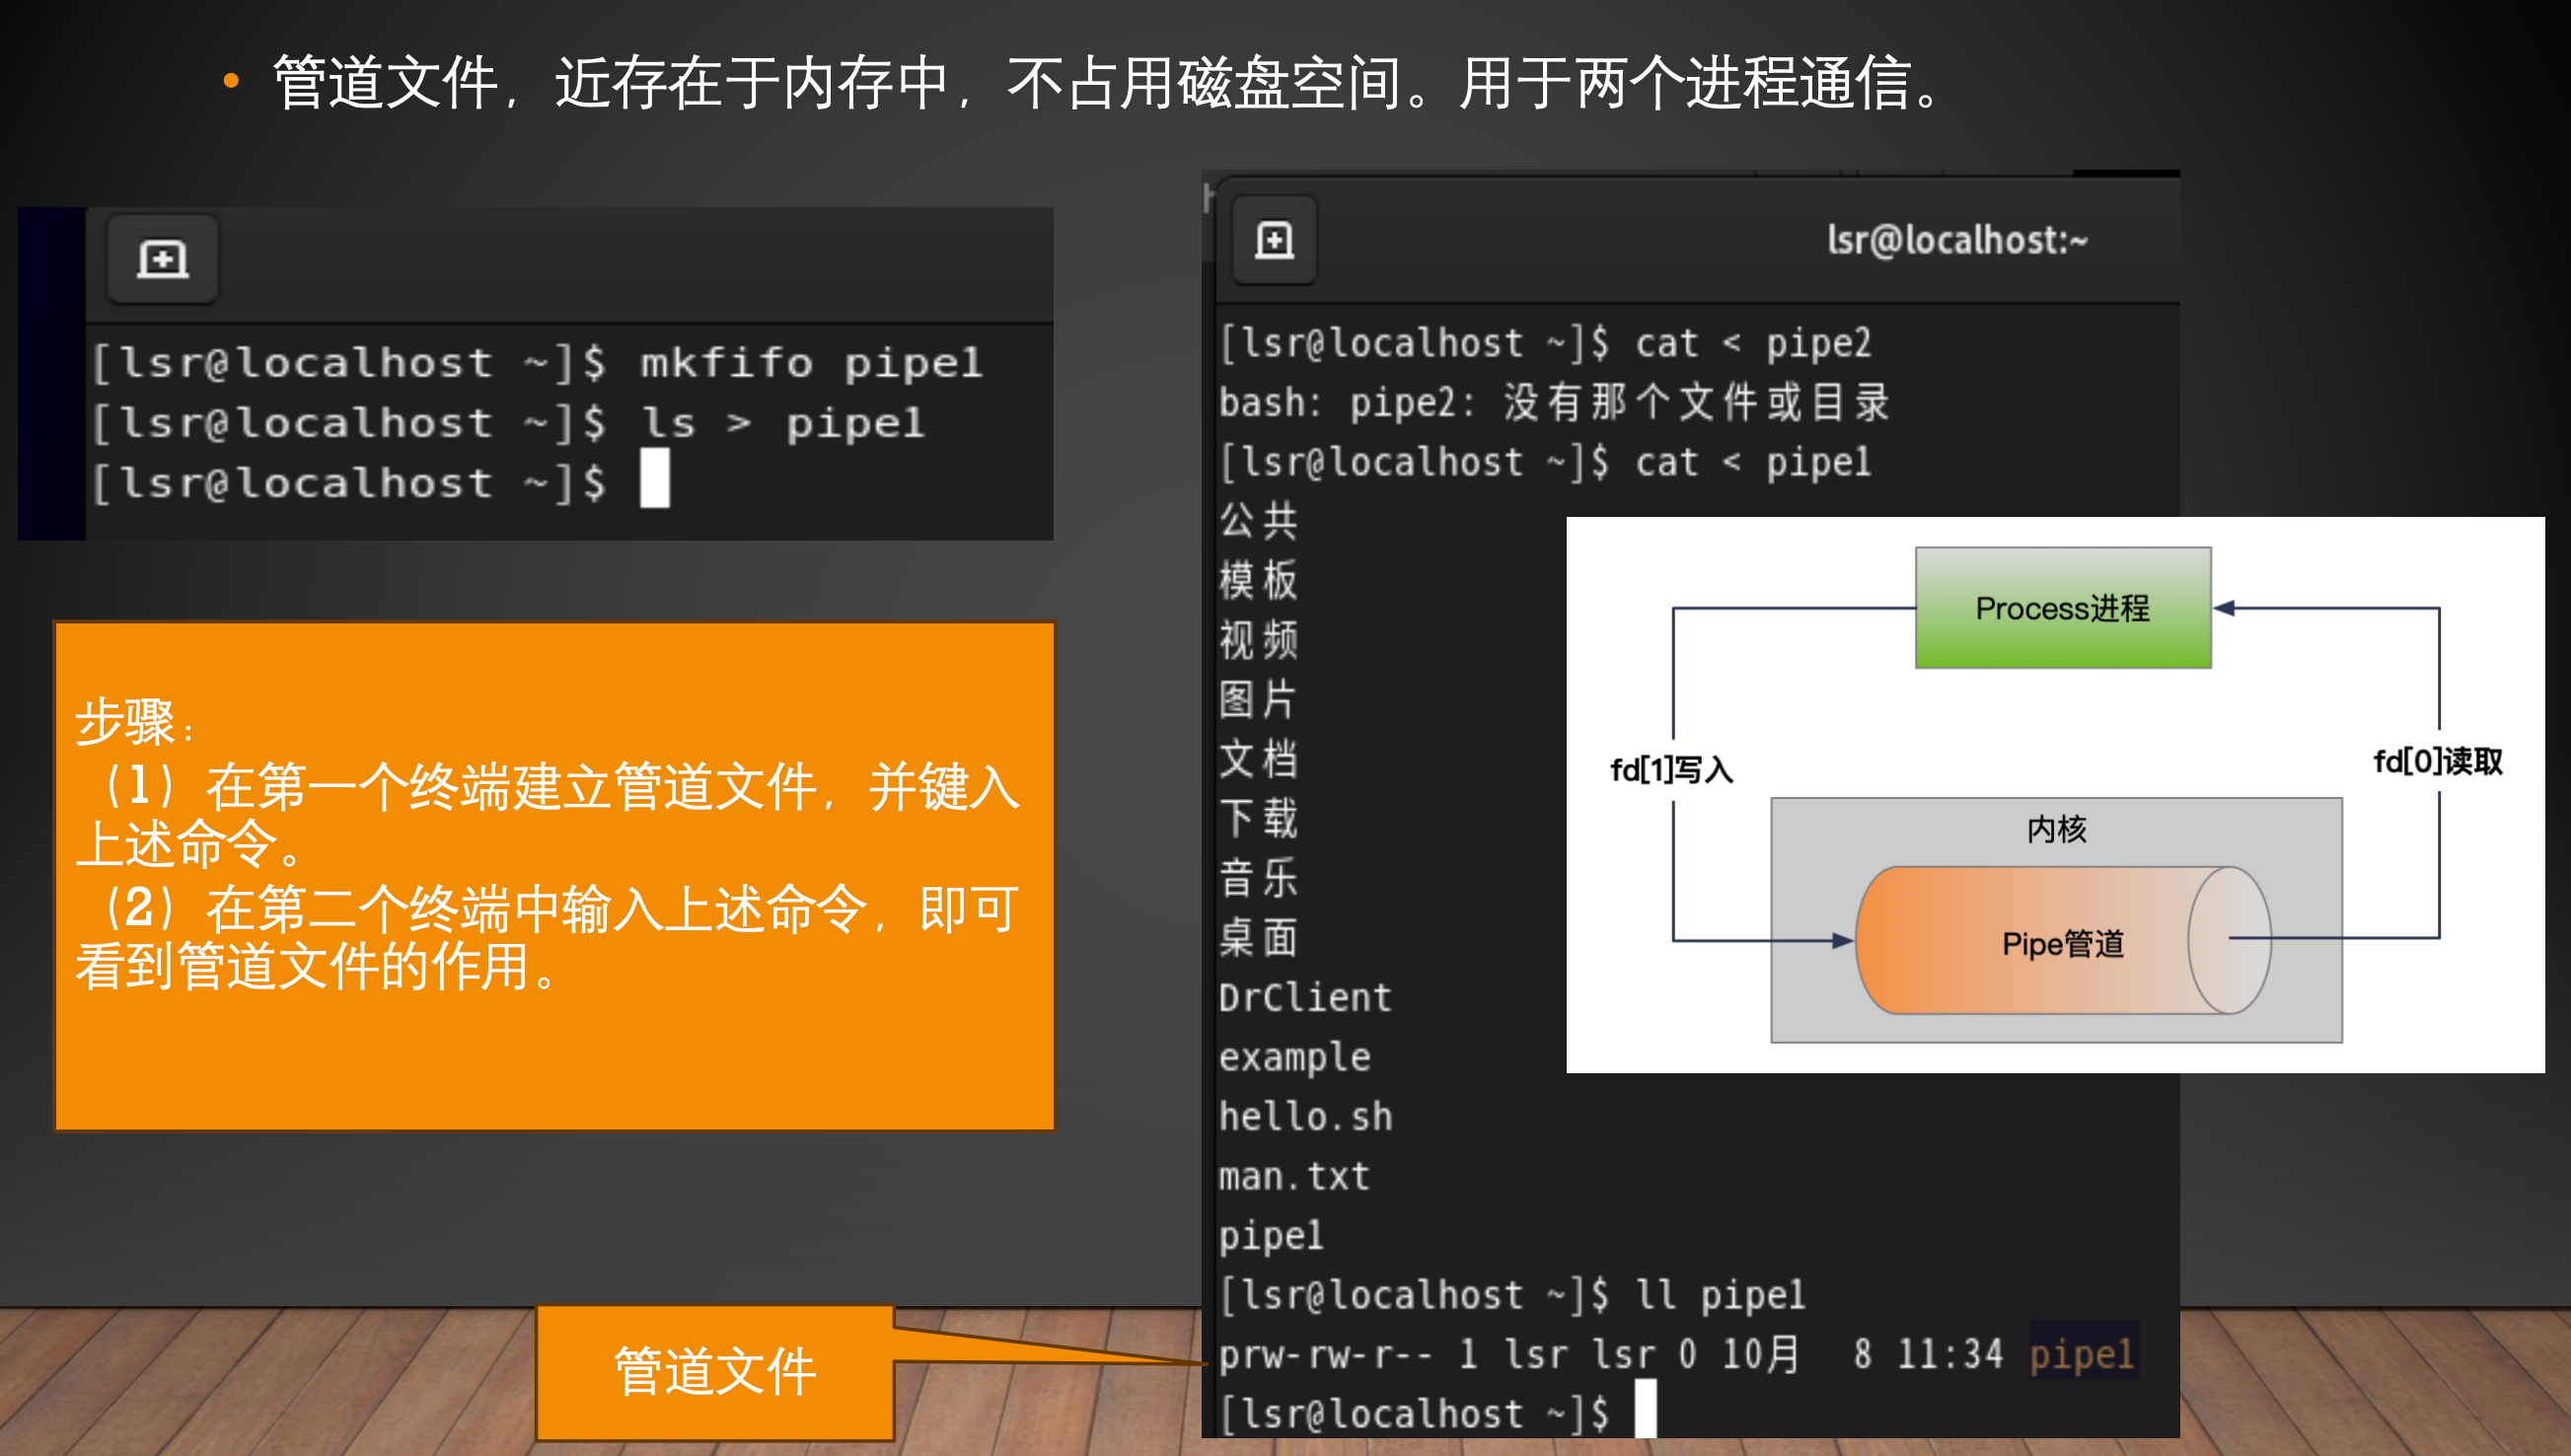 • 管道文件，近存在于内存中，不占用磁盘空间。用于两个进程通信。
[lsr@localhost ~]$ mkfifo pipe1
[lsr@localhost ~]$ ls > pipe1
[lsr@localhost ~]$
步骤：
（1）在第一个终端建立管道文件，并键入
上述命令。
（2）在第二个终端中输入上述命令，即可
看到管道文件的作用。
管道文件
lsr@localhost:~
[lsr@localhost ~]$ cat < pipe2
bash: pipe2: 没有那个文件或目录
[lsr@localhost ~]$ cat < pipe1
公共
模板
视频
图片
文档
下载
音乐
桌面
DrClient
example
hello.sh
man.txt
pipe1
[lsr@localhost ~]$ ll pipe1
prw-rw-r-- 1 lsr lsr 0 10月  8 11:34 pipe1
[lsr@localhost ~]$
Process进程
fd[1]写入
fd[0]读取
内核
Pipe管道